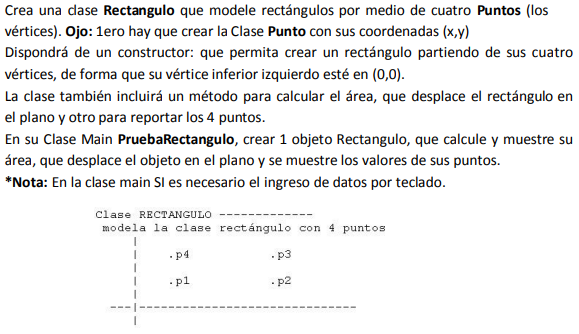 Crea una clase Rectangulo que modele rectángulos por medio de cuatro Puntos (los
vértices). Ojo: 1ero hay que crear la Clase Punto con sus coordenadas (x,y)
Dispondrá de un constructor: que permita crear un rectángulo partiendo de sus cuatro
vértices, de forma que su vértice inferior izquierdo esté en (0,0).
La clase también incluirá un método para calcular el área, que desplace el rectángulo en
el plano y otro para reportar los 4 puntos.
En su Clase Main PruebaRectangulo, crear 1 objeto Rectangulo, que calcule y muestre su
área, que desplace el objeto en el plano y se muestre los valores de sus puntos.
*Nota: En la clase main SI es necesario el ingreso de datos por teclado.
Clase RECTANGULO -------------
modela la clase rectángulo con 4 puntos
.p4 .p3
.p1 .p2